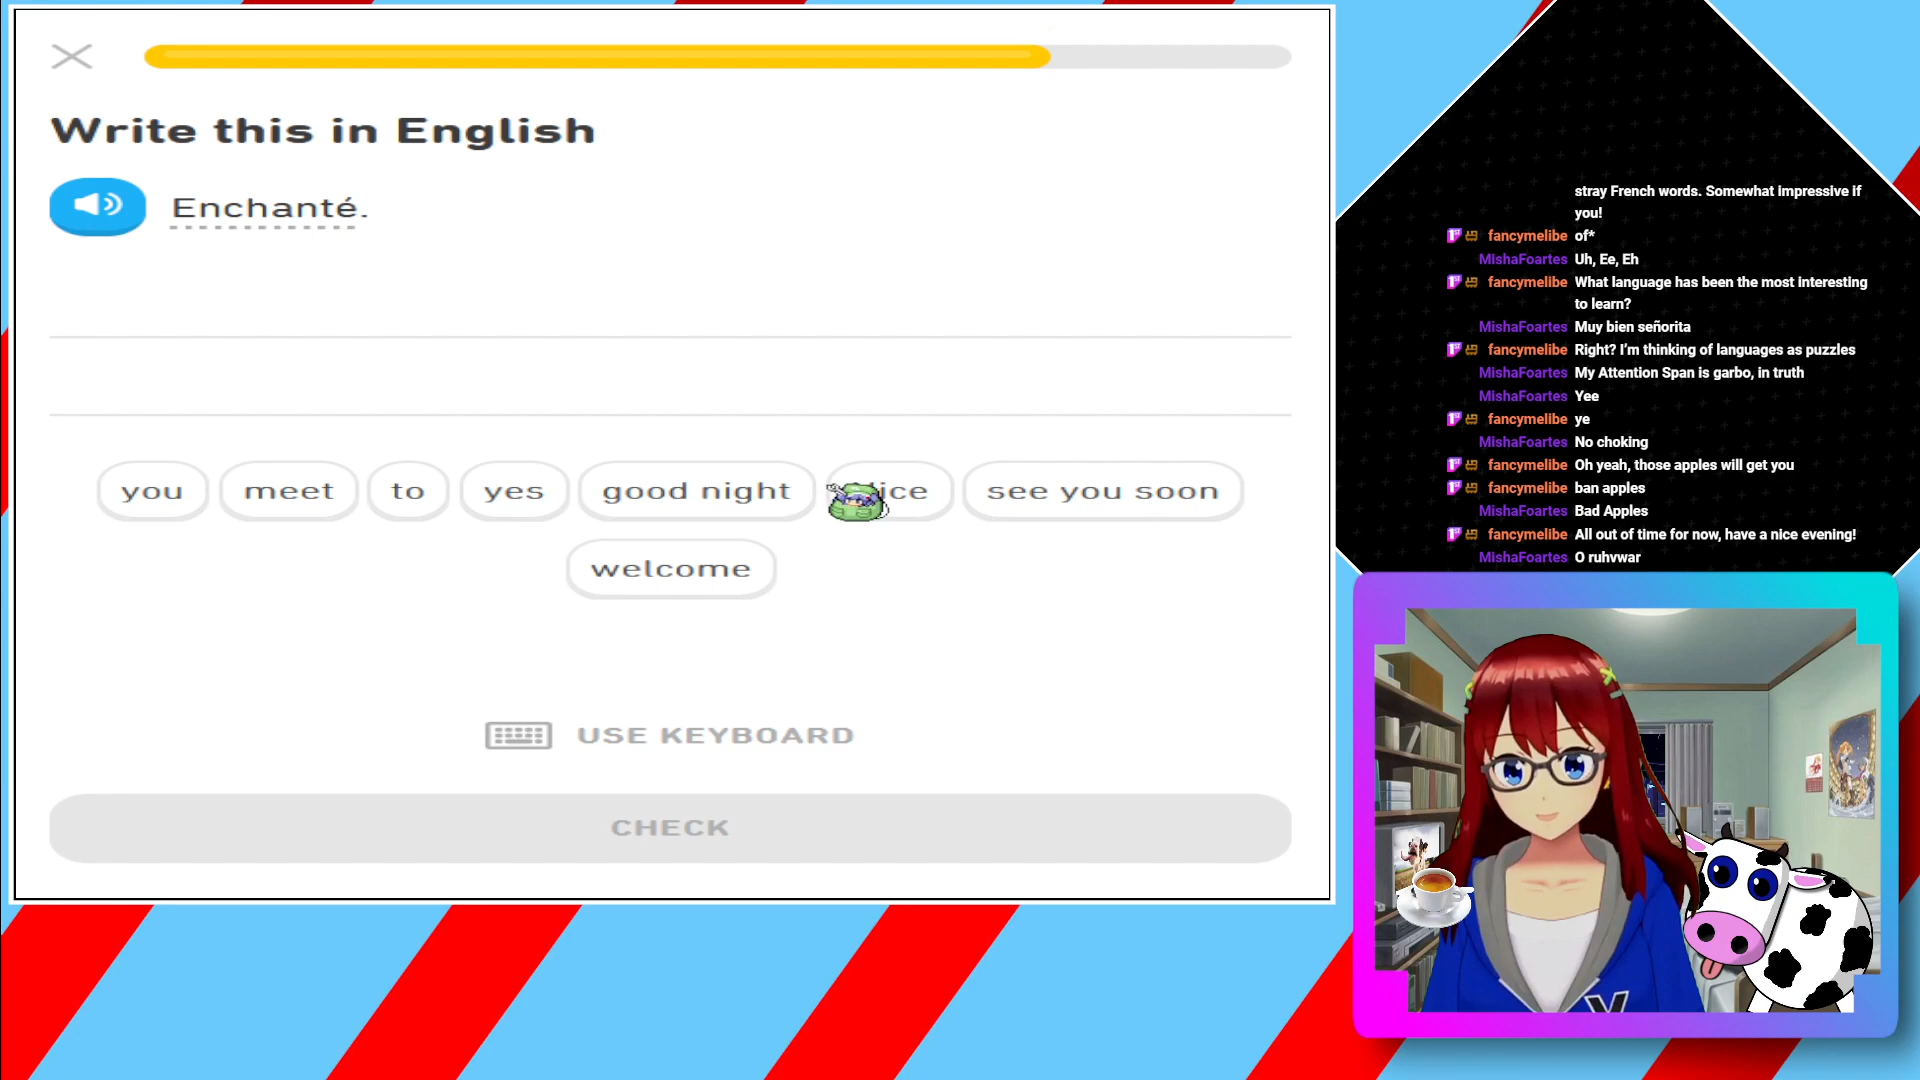 Write this in English
Enchanté.
you meet to yes good night see you soon
welcome
USE KEYBOARD
CHECK
stray French words. Somewhat impressive if
you!
fancymelibe of*
MishaFoartes Uh, Ee, Eh
fancymelibe What language has been the most interesting
to learn?
MishaFoartes Muy bien señorita
fancymelibe Right? I'm thinking of languages as puzzles
MishaFoartes My Attention Span is garbo, in truth
MishaFoartes Yee
fancymelibe ye
MishaFoartes No choking
fancymelibe Oh yeah, those apples will get you
fancymelibe ban apples
MishaFoartes Bad Apples
fancymelibe All out of time for now, have a nice evening!
MishaFoartes O ruhvwar